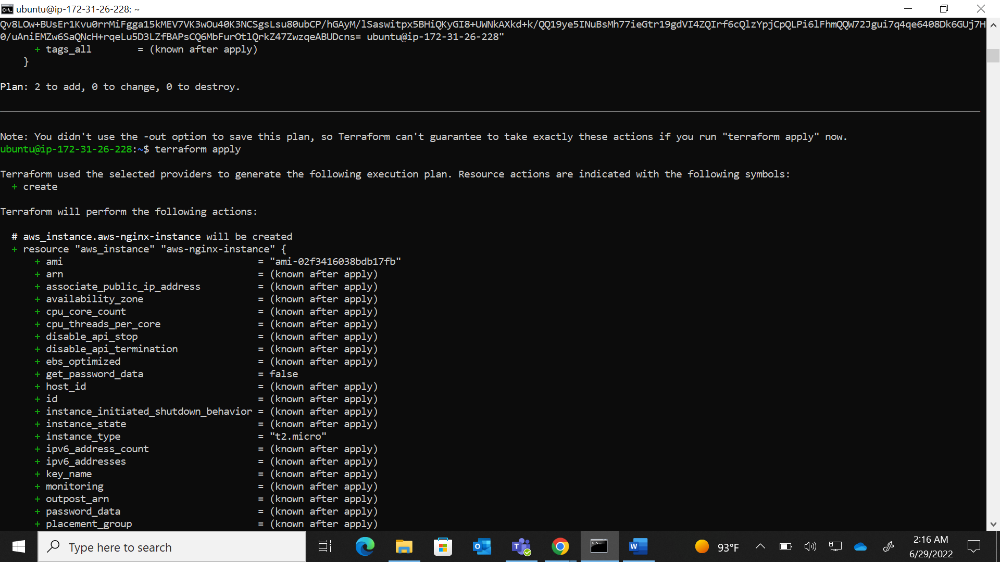 ubuntu@ip-172-31-26-228: ~
Qv8LOw+BUsEr1Kvu0rrMiFgga15kMEV7VK3wOu40K3NCSgsLsu80ubCP/hGAyM/lSaswitpx5BHiQKyGI8+UWNkAXkd+k/QQ19ye5INuBsMh77ieGtr19gdVI4ZQIrf6cQlzYpjCpQLPi6lFhmQQW72Jgui7q4qe6408Dk6GUj7H
0/uAniEMZw6SaQNcH+rqeLu5D3LZfBAPsCQ6MbFurOtlQrkZ47ZwzqeABUDcns= ubuntu@ip-172-31-26-228"
+ tags_all = (known after apply)
}
Plan: 2 to add, 0 to change, 0 to destroy.
Note: You didn't use the -out option to save this plan, so Terraform can't guarantee to take exactly these actions if you run "terraform apply" now.
ubuntu@ip-172-31-26-228:~$ terraform apply
Terraform used the selected providers to generate the following execution plan. Resource actions are indicated with the following symbols:
+ create
Terraform will perform the following actions:
# aws_instance.aws-nginx-instance will be created
+ resource "aws_instance" "aws-nginx-instance" {
+ ami = "ami-02f3416038bdb17fb"
+ arn = (known after apply)
+ associate_public_ip_address = (known after apply)
+ availability_zone = (known after apply)
+ cpu_core_count = (known after apply)
+ cpu_threads_per_core = (known after apply)
+ disable_api_stop = (known after apply)
+ disable_api_termination = (known after apply)
+ ebs_optimized = (known after apply)
+ get_password_data = false
+ host_id = (known after apply)
+ id = (known after apply)
+ instance_initiated_shutdown_behavior = (known after apply)
+ instance_state = (known after apply)
+ instance_type = "t2.micro"
+ ipv6_address_count = (known after apply)
+ ipv6_addresses = (known after apply)
+ key_name = (known after apply)
+ monitoring = (known after apply)
+ outpost_arn = (known after apply)
+ password_data = (known after apply)
+ placement_group = (known after apply)
Type here to search
93°F
2:16 AM
6/29/2022